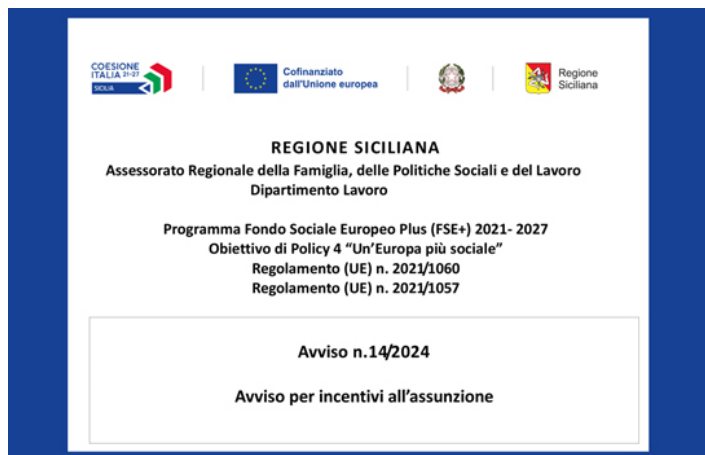 COESIONE
ITALIA 21-27
SICILIA
Cofinanziato
dall'Unione europea
Regione
Siciliana
REGIONE SICILIANA
Assessorato Regionale della Famiglia, delle Politiche Sociali e del Lavoro
Dipartimento Lavoro
Programma Fondo Sociale Europeo Plus (FSE+) 2021- 2027
Obiettivo di Policy 4 “Un’Europa più sociale”
Regolamento (UE) n. 2021/1060
Regolamento (UE) n. 2021/1057
Avviso n.14/2024
Avviso per incentivi all’assunzione